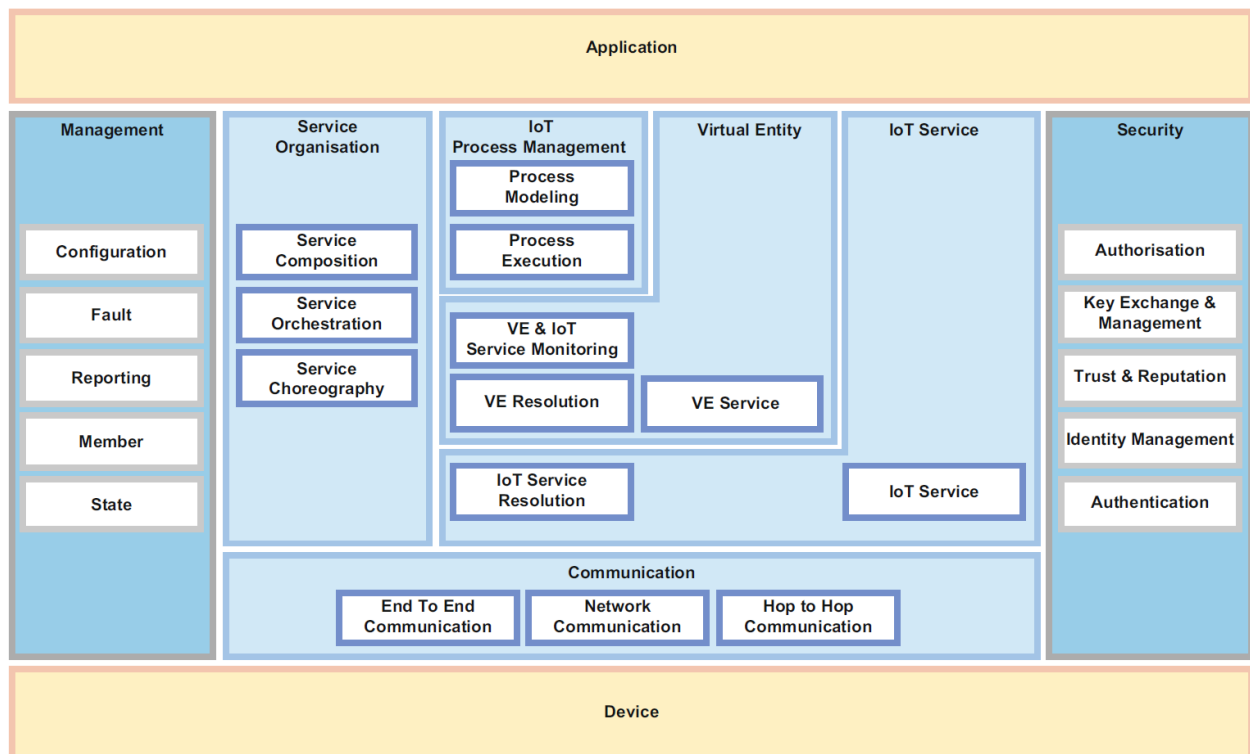 Application
Management
Configuration
Fault
Reporting
Member
State
Service
Organisation
Service
Composition
Service
Orchestration
Service
Choreography
IoT
Process Management
Process
Modeling
Process
Execution
Virtual Entity
VE & IoT
Service Monitoring
VE Resolution
VE Service
IoT Service
IoT Service
Resolution
IoT Service
Security
Authorisation
Key Exchange &
Management
Trust & Reputation
Identity Management
Authentication
Communication
End To End
Communication
Network
Communication
Hop to Hop
Communication
Device